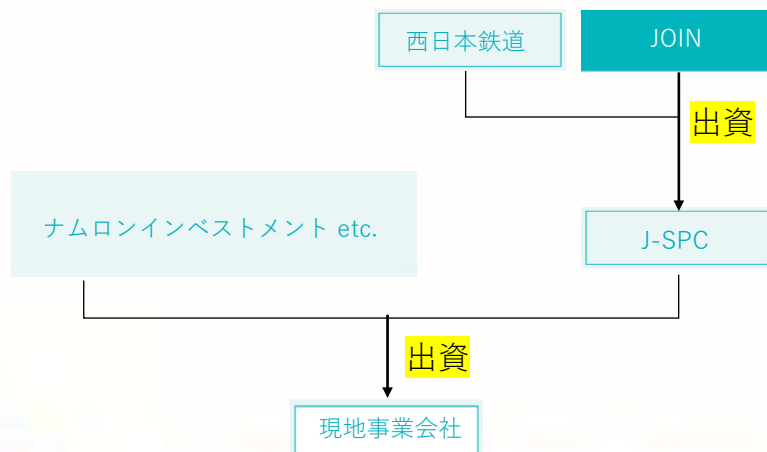 西日本鉄道
JOIN
出資
ナムロンインベストメント etc.
J-SPC
出資
現地事業会社